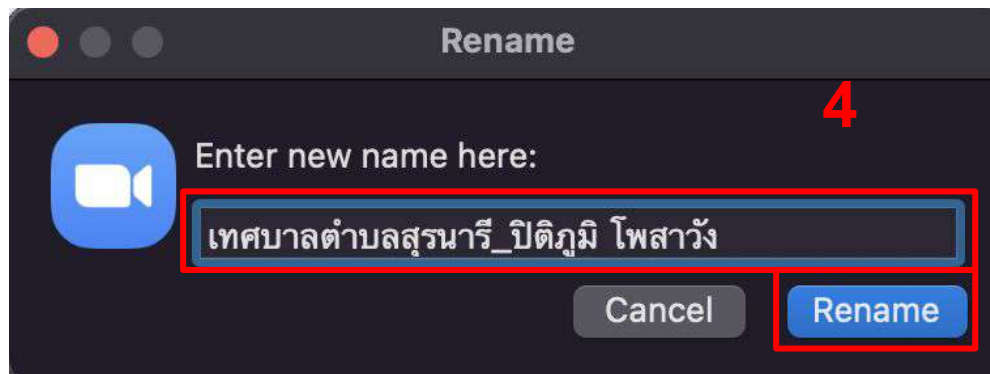 Rename
4
Enter new name here:
เทศบาลตำบลสุรนารี_ปิติภูมิ โพสาวัง
Cancel
Rename